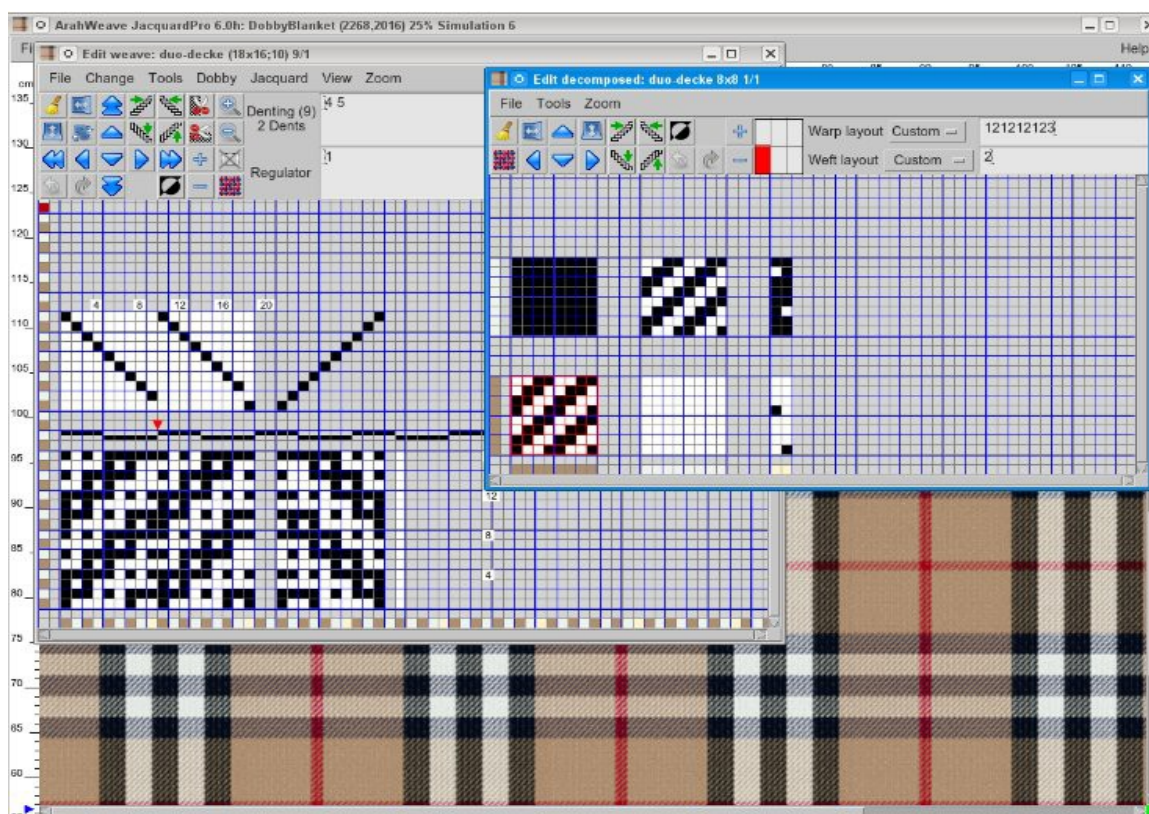 ArahWeave JacquardPro 6.0h: DobbyBlanket (2268,2016) 25% Simulation 6
Help
Edit weave: duo-decke (18x16;10) 9/1
File Change Tools Dobby Jacquard View Zoom
Denting (9)
2 Dents
4 5
Regulator
1
Edit decomposed: duo-decke 8x8 1/1
File Tools Zoom
Warp layout Custom 121212123
Weft layout Custom 2
cm
135
130
125
120
115
110
105
100
95
90
85
80
75
70
65
60
4 8 12 16 20
12
8
4